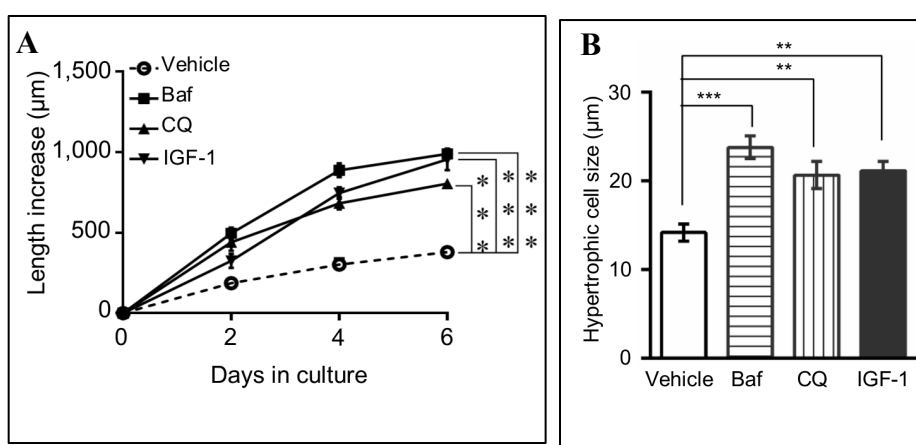 A
Length increase (µm)
1,500
1,000
500
0
Vehicle
Baf
CQ
IGF-1
* * *
* * *
* * *
0 2 4 6
Days in culture
B
Hypertrophic cell size (µm)
30
20
10
0
**
**
***
Vehicle Baf CQ IGF-1